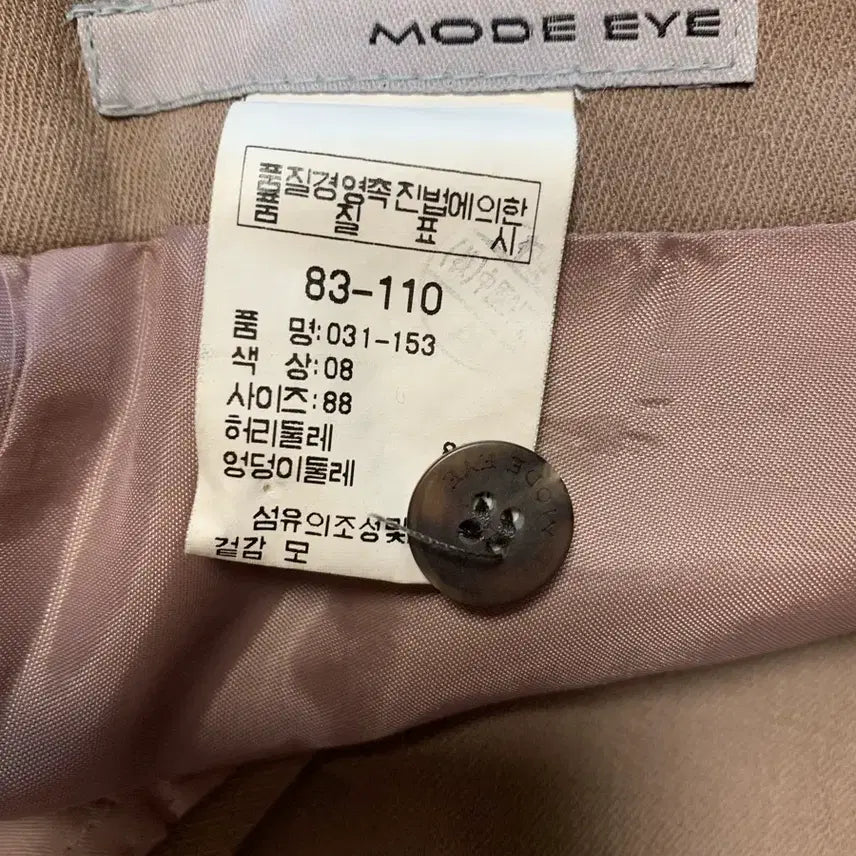 MODE EYE
품질경영촉진법에의한
품 질 표 시
83-110
품 명:031-153
색 상:08
사이즈:88
허리둘레
엉덩이둘레
섬유의조성및
겉감 모
MODE EYE